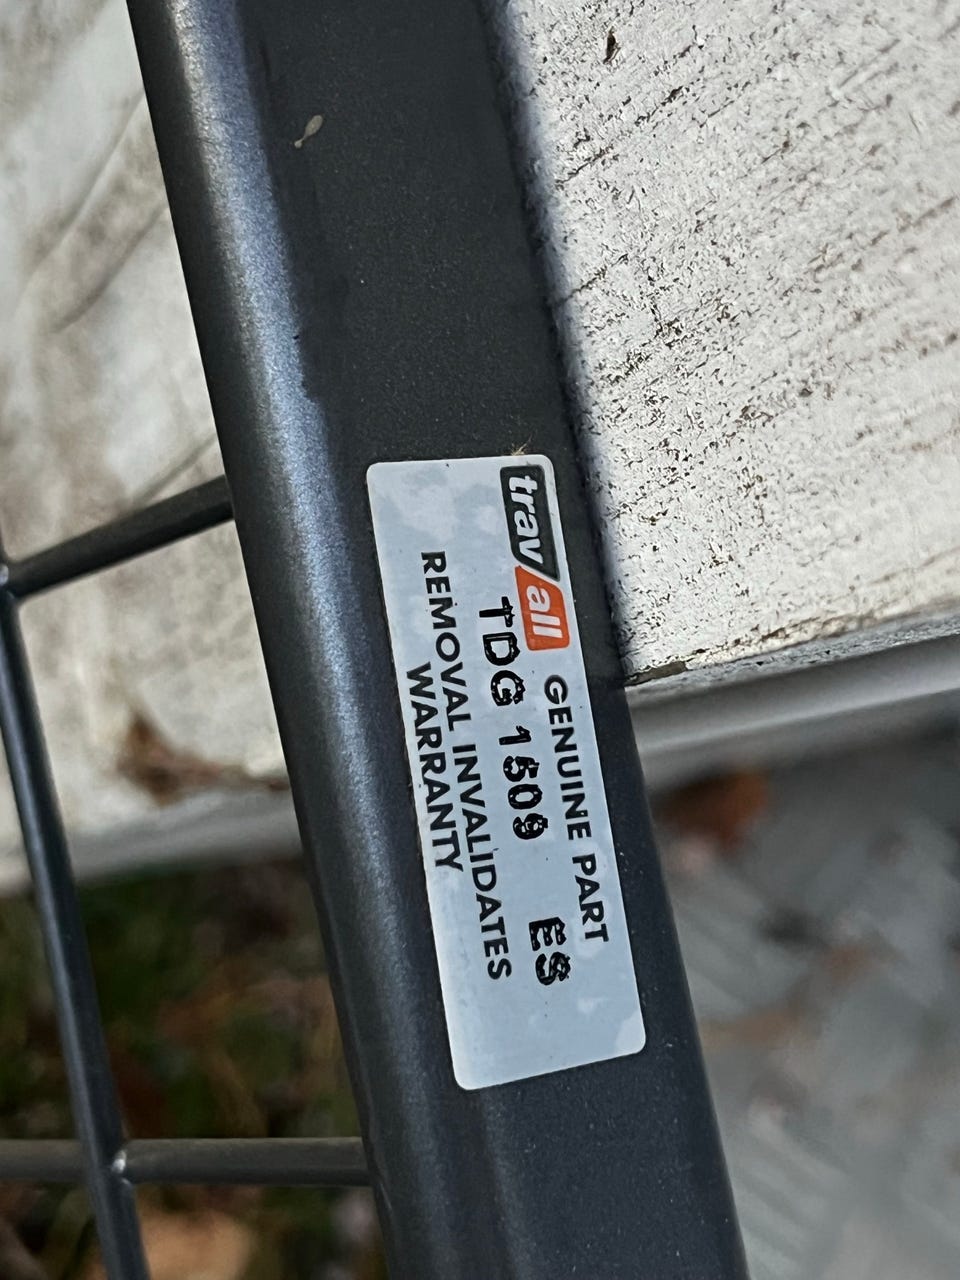 trav/all GENUINE PART
TDG 1509 ES
REMOVAL INVALIDATES
WARRANTY